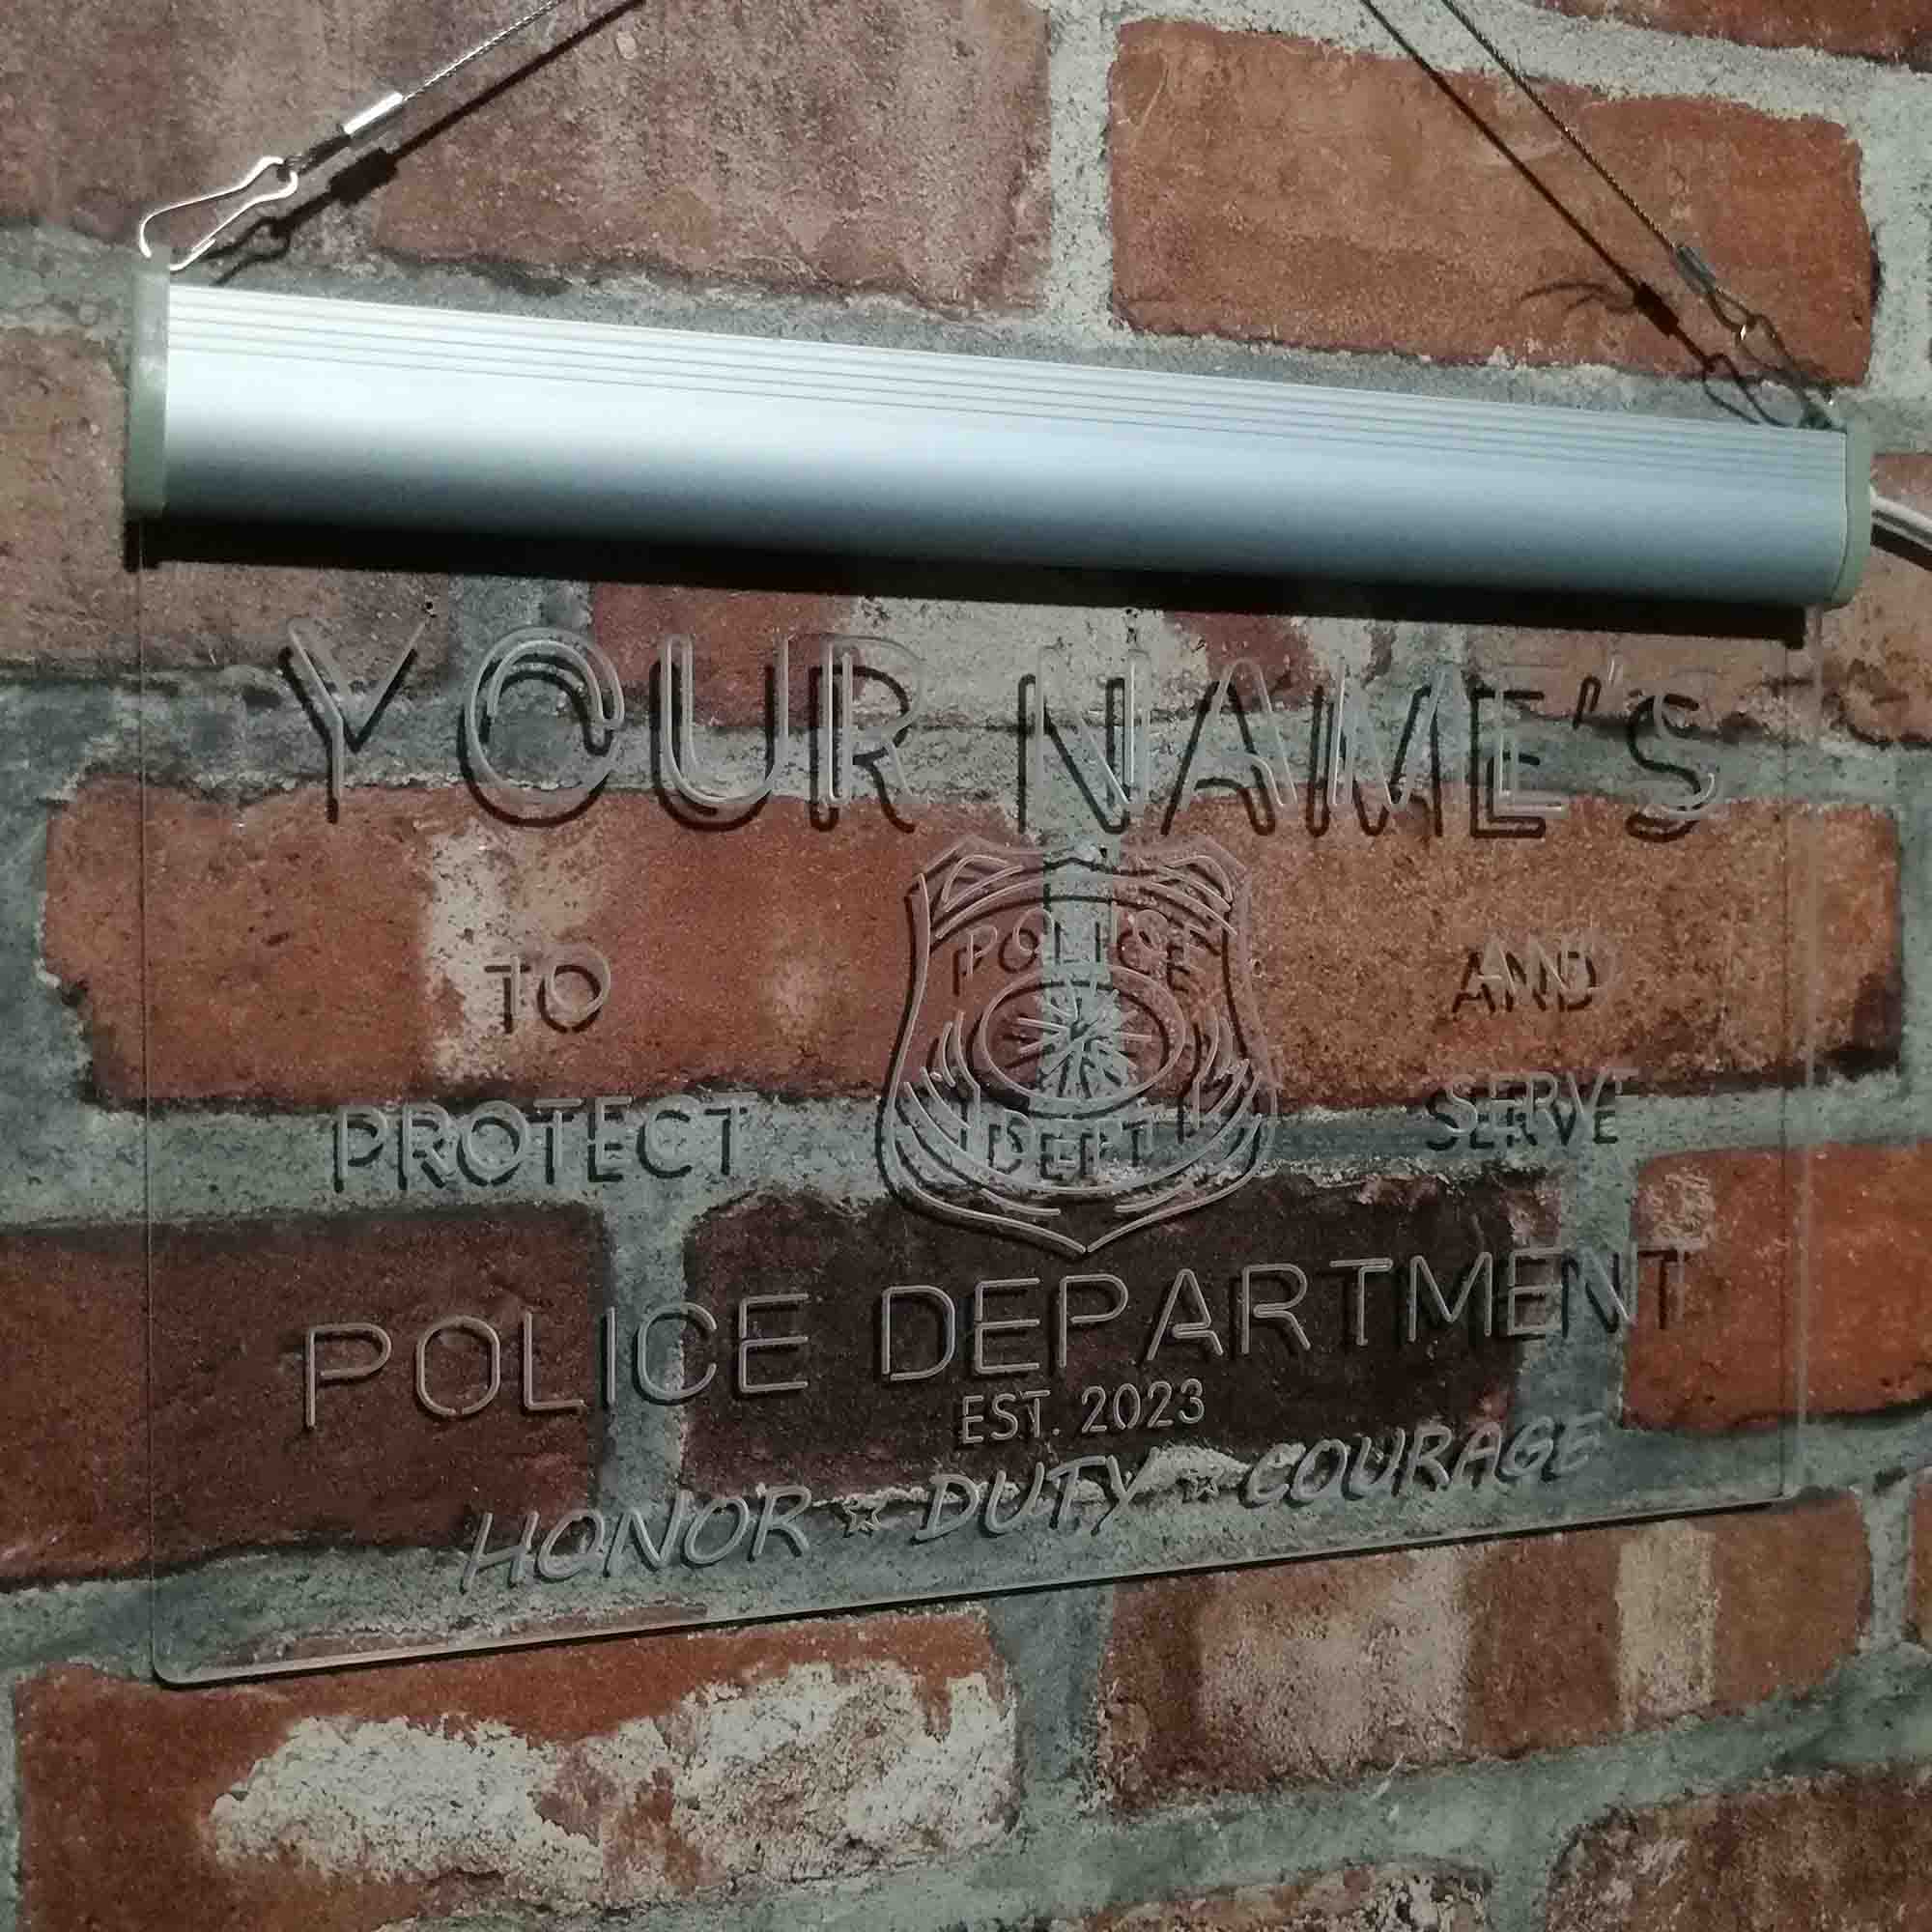 YOUR NAME'S
POLICE
DEPT
TO
PROTECT
AND
SERVE
POLICE DEPARTMENT
EST. 2023
HONOR ☆ DUTY ☆ COURAGE